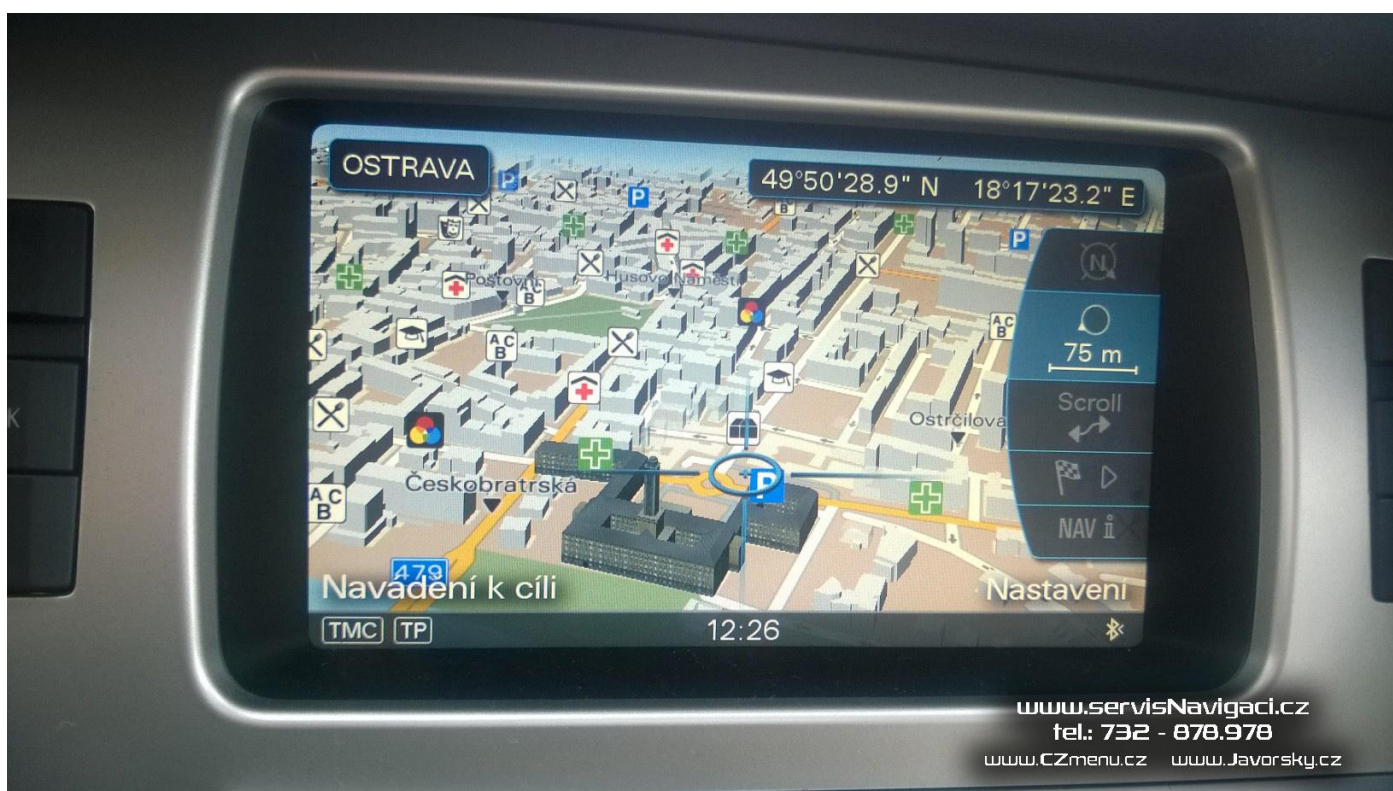 OSTRAVA
49°50'28.9" N 18°17'23.2" E
P
P
P
N
Poštovní
Husovo Náměstí
A B C
A B C
A B C
75 m
Ostrčilova
Scroll
P
Českobratrská
A B C
NAV i
479
Navádění k cíli
Nastavení
TMC TP
12:26
K
www.servisNavigaci.cz
tel.: 732 - 878.978
www.CZmenu.cz www.Javorsky.cz